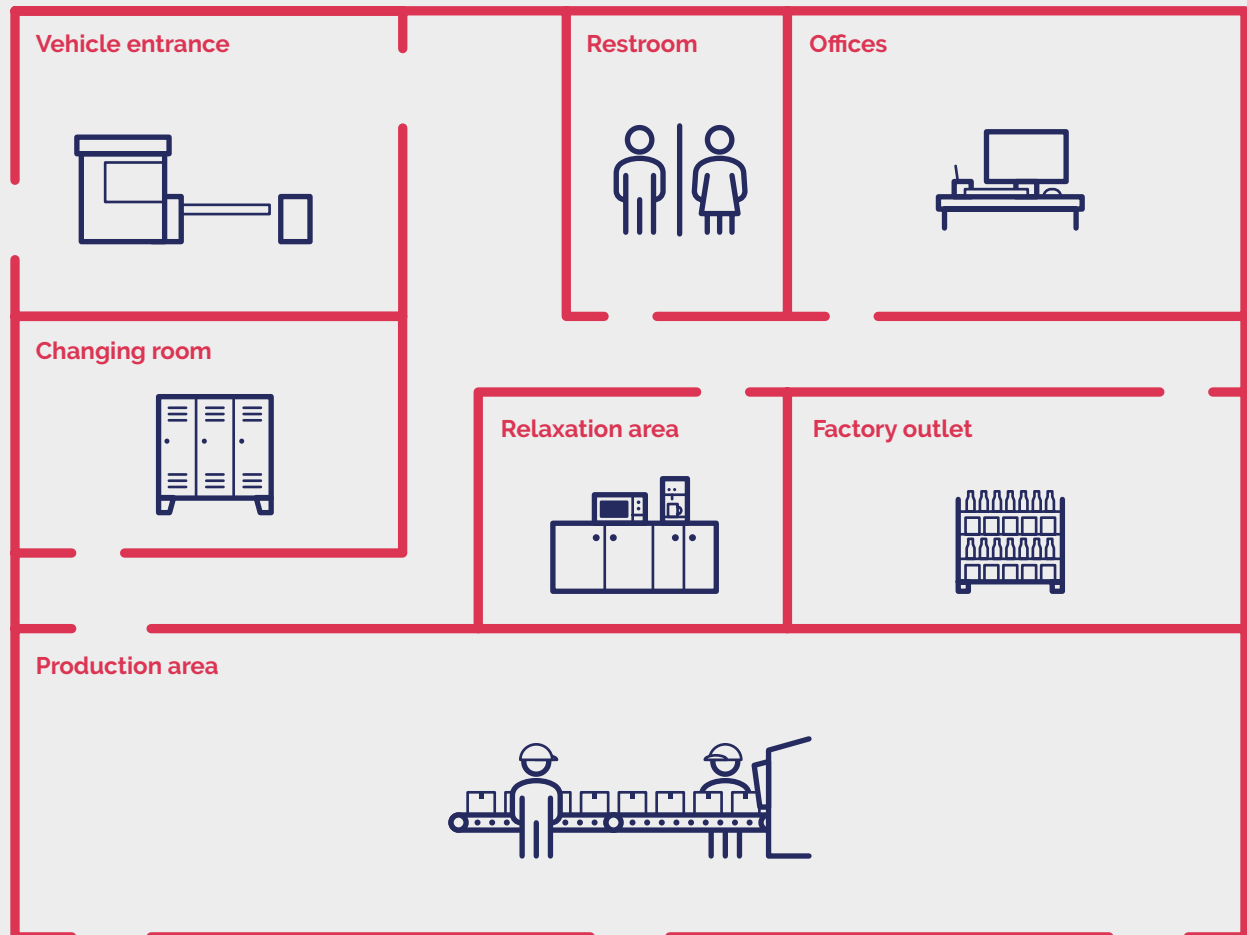 Vehicle entrance
Restroom
Offices
Changing room
Relaxation area
Factory outlet
Production area